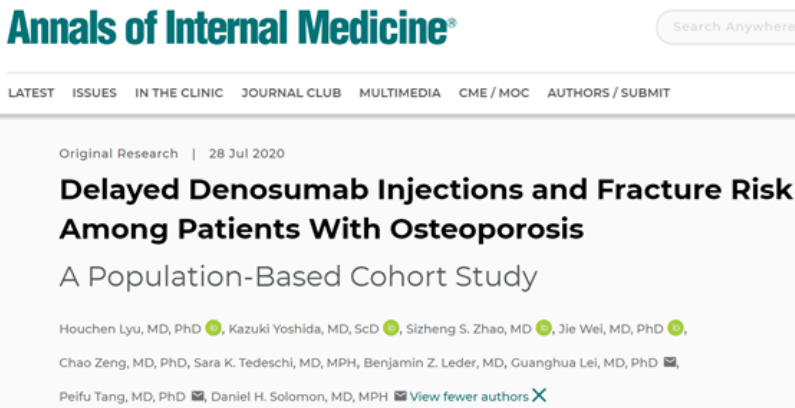 Annals of Internal Medicine®
Search Anywhere
LATEST ISSUES IN THE CLINIC JOURNAL CLUB MULTIMEDIA CME / MOC AUTHORS / SUBMIT
Original Research | 28 Jul 2020
Delayed Denosumab Injections and Fracture Risk
Among Patients With Osteoporosis
A Population-Based Cohort Study
Houchen Lyu, MD, PhD iD, Kazuki Yoshida, MD, ScD iD, Sizheng S. Zhao, MD iD, Jie Wei, MD, PhD iD,
Chao Zeng, MD, PhD, Sara K. Tedeschi, MD, MPH, Benjamin Z. Leder, MD, Guanghua Lei, MD, PhD,
Peifu Tang, MD, PhD, Daniel H. Solomon, MD, MPH View fewer authors